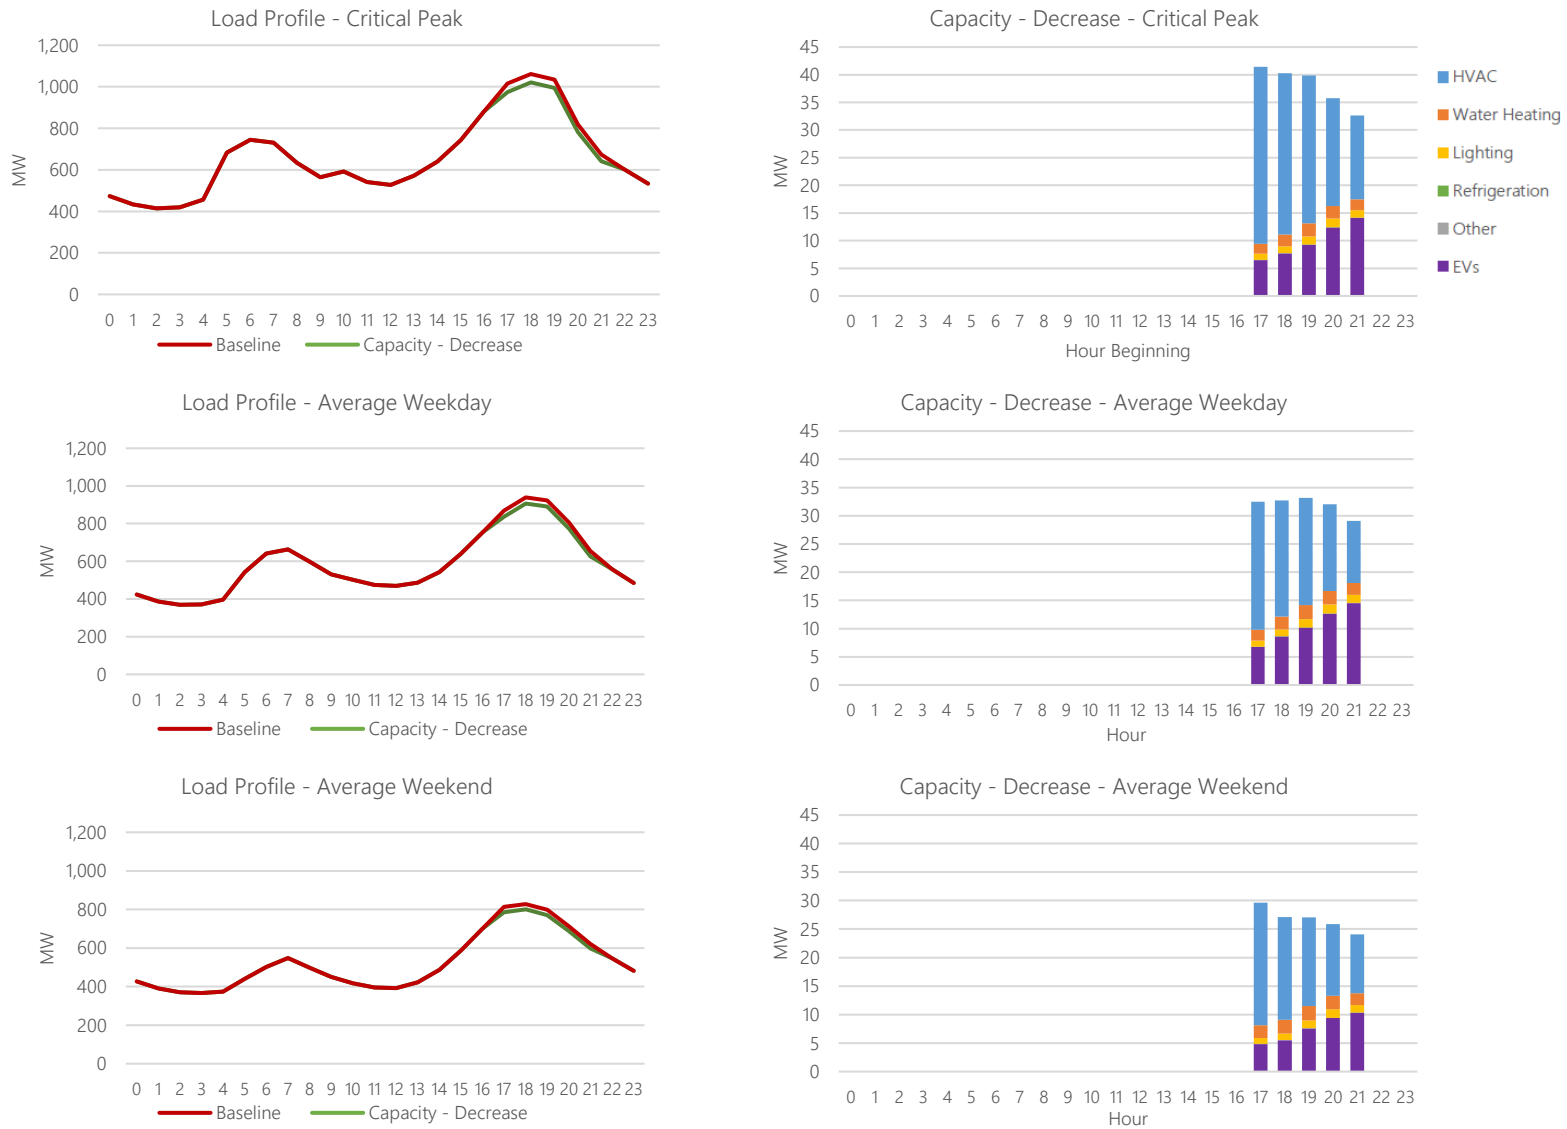 Load Profile - Critical Peak
1,200
1,000
800
600
400
200
0
MW
0 1 2 3 4 5 6 7 8 9 10 11 12 13 14 15 16 17 18 19 20 21 22 23
Baseline Capacity - Decrease
Capacity - Decrease - Critical Peak
45
40
35
30
25
20
15
10
5
0
MW
0 1 2 3 4 5 6 7 8 9 10 11 12 13 14 15 16 17 18 19 20 21 22 23
Hour Beginning
HVAC
Water Heating
Lighting
Refrigeration
Other
EVs
Load Profile - Average Weekday
1,200
1,000
800
600
400
200
0
MW
0 1 2 3 4 5 6 7 8 9 10 11 12 13 14 15 16 17 18 19 20 21 22 23
Baseline Capacity - Decrease
Capacity - Decrease - Average Weekday
45
40
35
30
25
20
15
10
5
0
MW
0 1 2 3 4 5 6 7 8 9 10 11 12 13 14 15 16 17 18 19 20 21 22 23
Hour
Load Profile - Average Weekend
1,200
1,000
800
600
400
200
0
MW
0 1 2 3 4 5 6 7 8 9 10 11 12 13 14 15 16 17 18 19 20 21 22 23
Baseline Capacity - Decrease
Capacity - Decrease - Average Weekend
45
40
35
30
25
20
15
10
5
0
MW
0 1 2 3 4 5 6 7 8 9 10 11 12 13 14 15 16 17 18 19 20 21 22 23
Hour